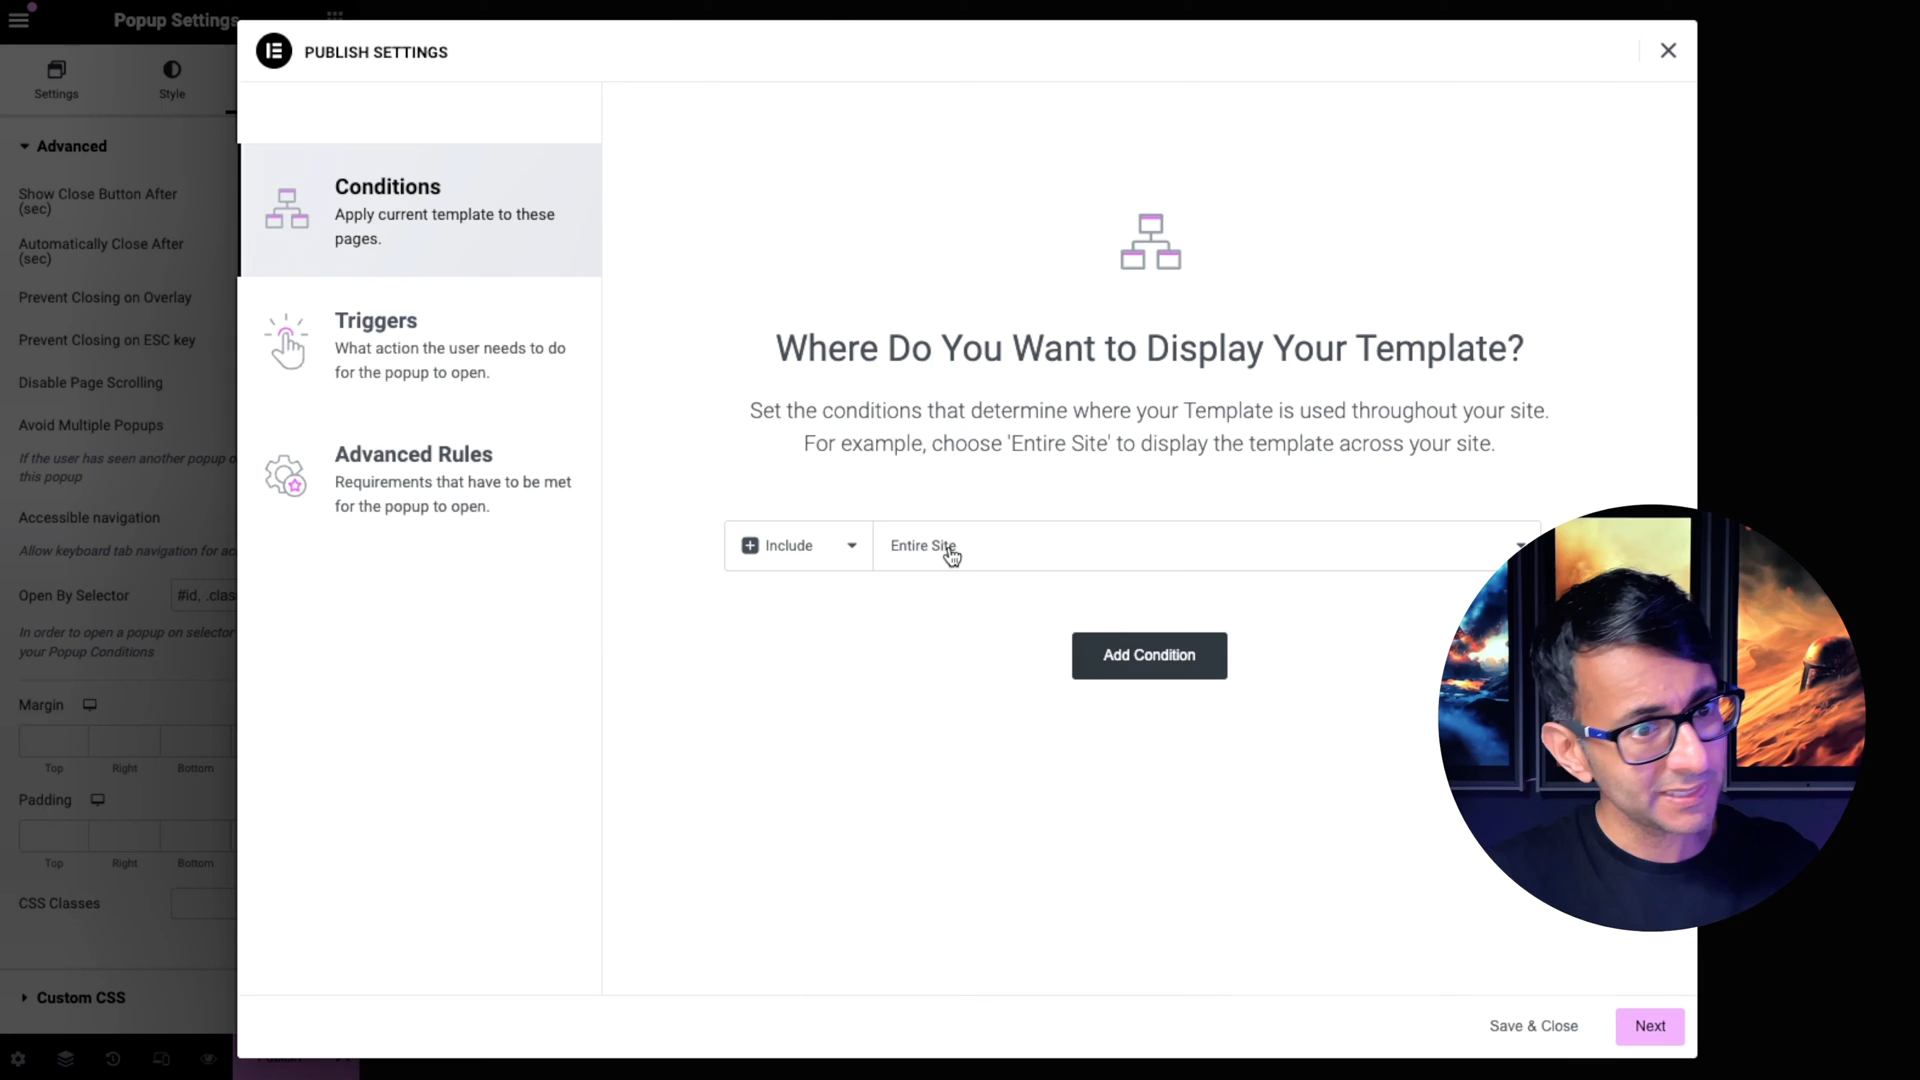 Popup Settings
PUBLISH SETTINGS
Settings
Style
Advanced
Show Close Button After
(sec)
Automatically Close After
(sec)
Prevent Closing on Overlay
Prevent Closing on ESC key
Disable Page Scrolling
Avoid Multiple Popups
If the user has seen another popup o
this popup
Accessible navigation
Allow keyboard tab navigation for ac
Open By Selector
#id, .clas
In order to open a popup on selector
your Popup Conditions
Margin
Top Right Bottom
Padding
Top Right Bottom
CSS Classes
Custom CSS
Conditions
Apply current template to these
pages.
Triggers
What action the user needs to do
for the popup to open.
Advanced Rules
Requirements that have to be met
for the popup to open.
Where Do You Want to Display Your Template?
Set the conditions that determine where your Template is used throughout your site.
For example, choose 'Entire Site' to display the template across your site.
Include
Entire Site
Add Condition
Save & Close
Next